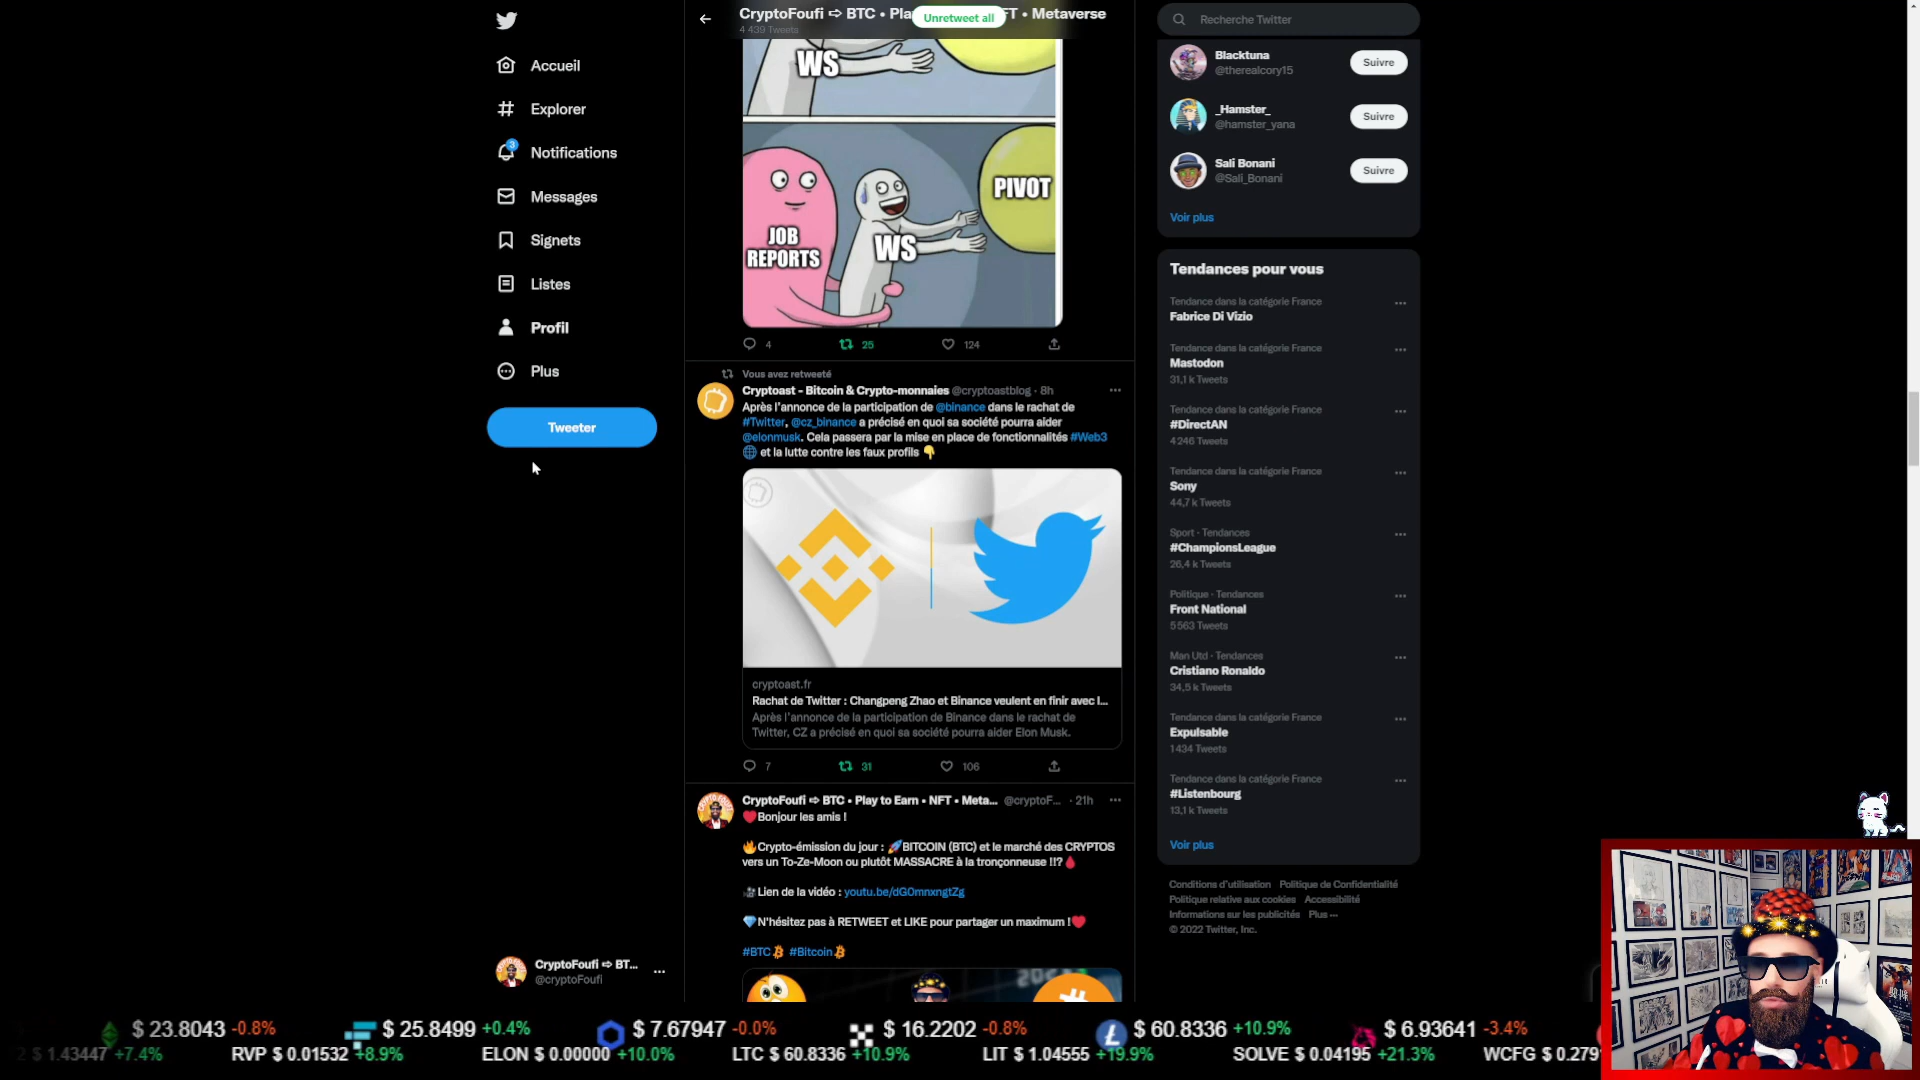 Accueil
Explorer
3
Notifications
Messages
Signets
Listes
Profil
Plus
Tweeter
CryptoFoufi ➪ BT...
@cryptoFoufi
CryptoFoufi ➪ BTC • Pla
FT • Metaverse
Unretweet all
4 439 Tweets
WS
JOB
REPORTS
WS
PIVOT
4
25
124
Vous avez retweeté
Cryptoast - Bitcoin & Crypto-monnaies @cryptoastblog · 8h
Après l'annonce de la participation de @binance dans le rachat de
#Twitter, @cz_binance a précisé en quoi sa société pourra aider
@elonmusk. Cela passera par la mise en place de fonctionnalités #Web3
🌐 et la lutte contre les faux profils 👇
cryptoast.fr
Rachat de Twitter : Changpeng Zhao et Binance veulent en finir avec l...
Après l'annonce de la participation de Binance dans le rachat de
Twitter, CZ a précisé en quoi sa société pourra aider Elon Musk.
7
31
106
CryptoFoufi ➪ BTC • Play to Earn • NFT • Meta... @cryptoF... · 21h
❤️Bonjour les amis !
🔥Crypto-émission du jour : 🚀BITCOIN (BTC) et le marché des CRYPTOS
vers un To-Ze-Moon ou plutôt MASSACRE à la tronçonneuse !!?🩸
🎥Lien de la vidéo : youtu.be/dG0mnxngtZg
💎N'hésitez pas à RETWEET et LIKE pour partager un maximum !❤️
#BTC #Bitcoin
Recherche Twitter
Blacktuna
@therealcory15
Suivre
_Hamster_
@hamster_yana
Suivre
Sali Bonani
@Sali_Bonani
Suivre
Voir plus
Tendances pour vous
Tendance dans la catégorie France
Fabrice Di Vizio
Tendance dans la catégorie France
Mastodon
31,1 k Tweets
Tendance dans la catégorie France
#DirectAN
4 246 Tweets
Tendance dans la catégorie France
Sony
44,7 k Tweets
Sport · Tendances
#ChampionsLeague
26,4 k Tweets
Politique · Tendances
Front National
5 563 Tweets
Man Utd · Tendances
Cristiano Ronaldo
34,5 k Tweets
Tendance dans la catégorie France
Expulsable
1 434 Tweets
Tendance dans la catégorie France
#Listenbourg
13,1 k Tweets
Voir plus
Conditions d'utilisation Politique de Confidentialité
Politique relative aux cookies Accessibilité
Informations sur les publicités Plus ...
© 2022 Twitter, Inc.
$ 23.8043 -0.8% $ 25.8499 +0.4% $ 7.67947 -0.0% $ 16.2202 -0.8% $ 60.8336 +10.9% $ 6.93641 -3.4%
$ 1.43447 +7.4% RVP $ 0.01532 +8.9% ELON $ 0.00000 +10.0% LTC $ 60.8336 +10.9% LIT $ 1.04555 +19.9% SOLVE $ 0.04195 +21.3% WCFG $ 0.279